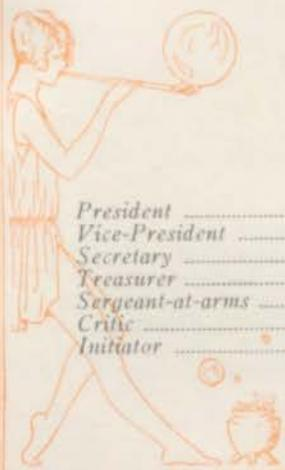 President
Vice-President
Secretary
Treasurer
Sergeant-at-arms
Critic
Initiator